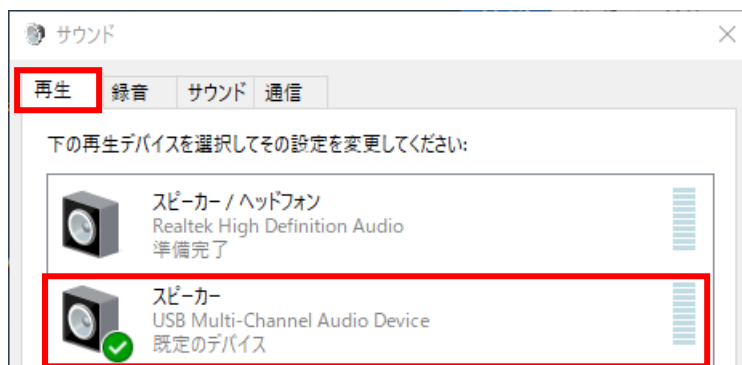 サウンド
再生 録音 サウンド 通信
下の再生デバイスを選択してその設定を変更してください:
スピーカー / ヘッドフォン
Realtek High Definition Audio
準備完了
スピーカー
USB Multi-Channel Audio Device
既定のデバイス